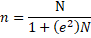 n = N / 1 + (e²)N